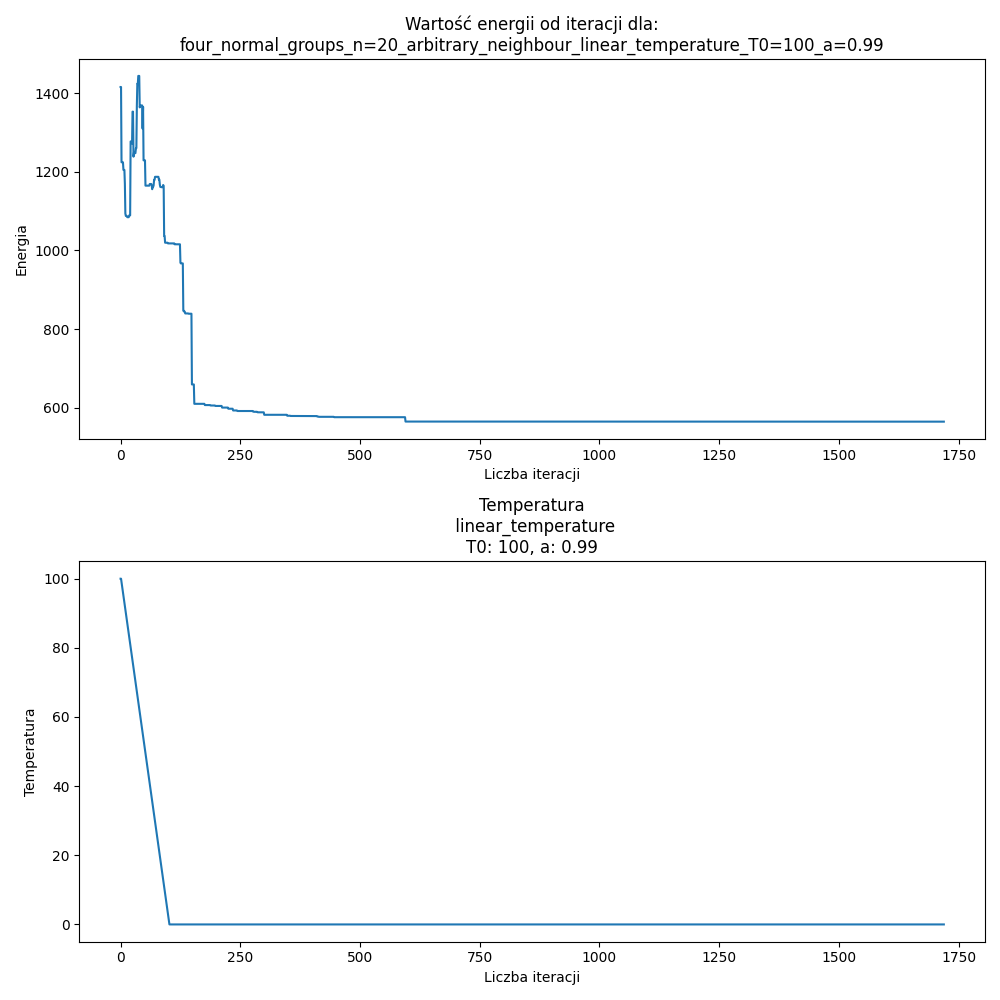 Wartość energii od iteracji dla:
four_normal_groups_n=20_arbitrary_neighbour_linear_temperature_T0=100_a=0.99
1400
1200
1000
800
600
Energia
0 250 500 750 1000 1250 1500 1750
Liczba iteracji
Temperatura
linear_temperature
T0: 100, a: 0.99
100
80
60
40
20
0
Temperatura
0 250 500 750 1000 1250 1500 1750
Liczba iteracji